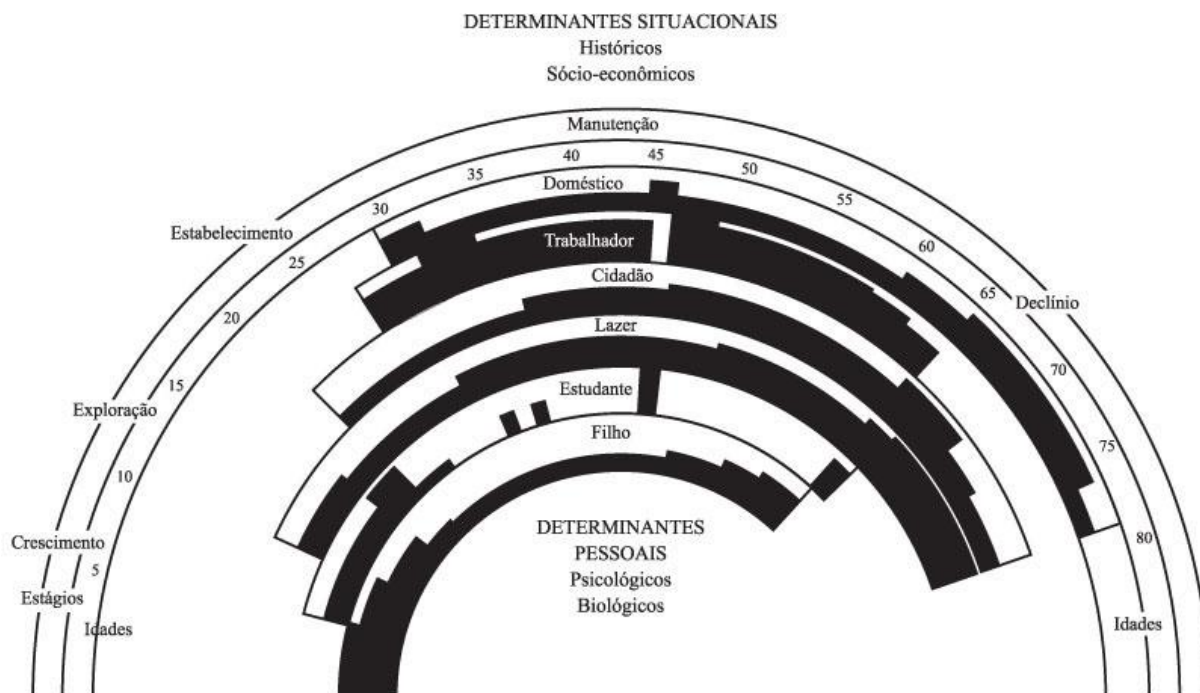 DETERMINANTES SITUACIONAIS
Históricos
Sócio-econômicos
Manutenção
Estabelecimento
Exploração
Crescimento
Estágios
Idades
5
10
15
20
25
30
35
40
45
50
55
60
65
70
75
80
Declínio
Idades
Doméstico
Trabalhador
Cidadão
Lazer
Estudante
Filho
DETERMINANTES
PESSOAIS
Psicológicos
Biológicos